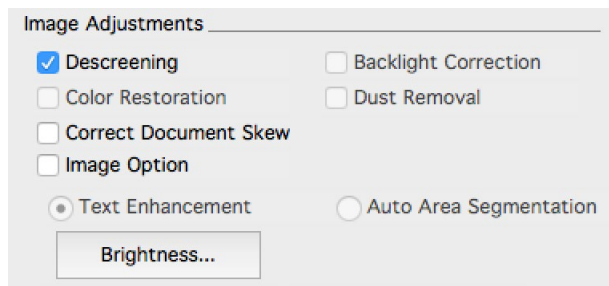 Image Adjustments
Descreening
Backlight Correction
Color Restoration
Dust Removal
Correct Document Skew
Image Option
Text Enhancement
Auto Area Segmentation
Brightness...